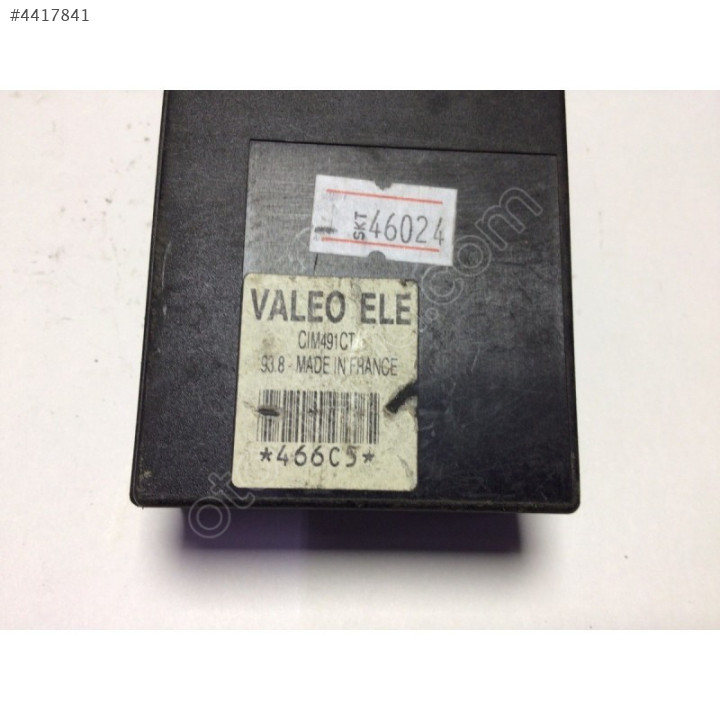 #4417841
SKT 46024
VALEO ELE
CIM491CT
93.8 - MADE IN FRANCE
*466C5*